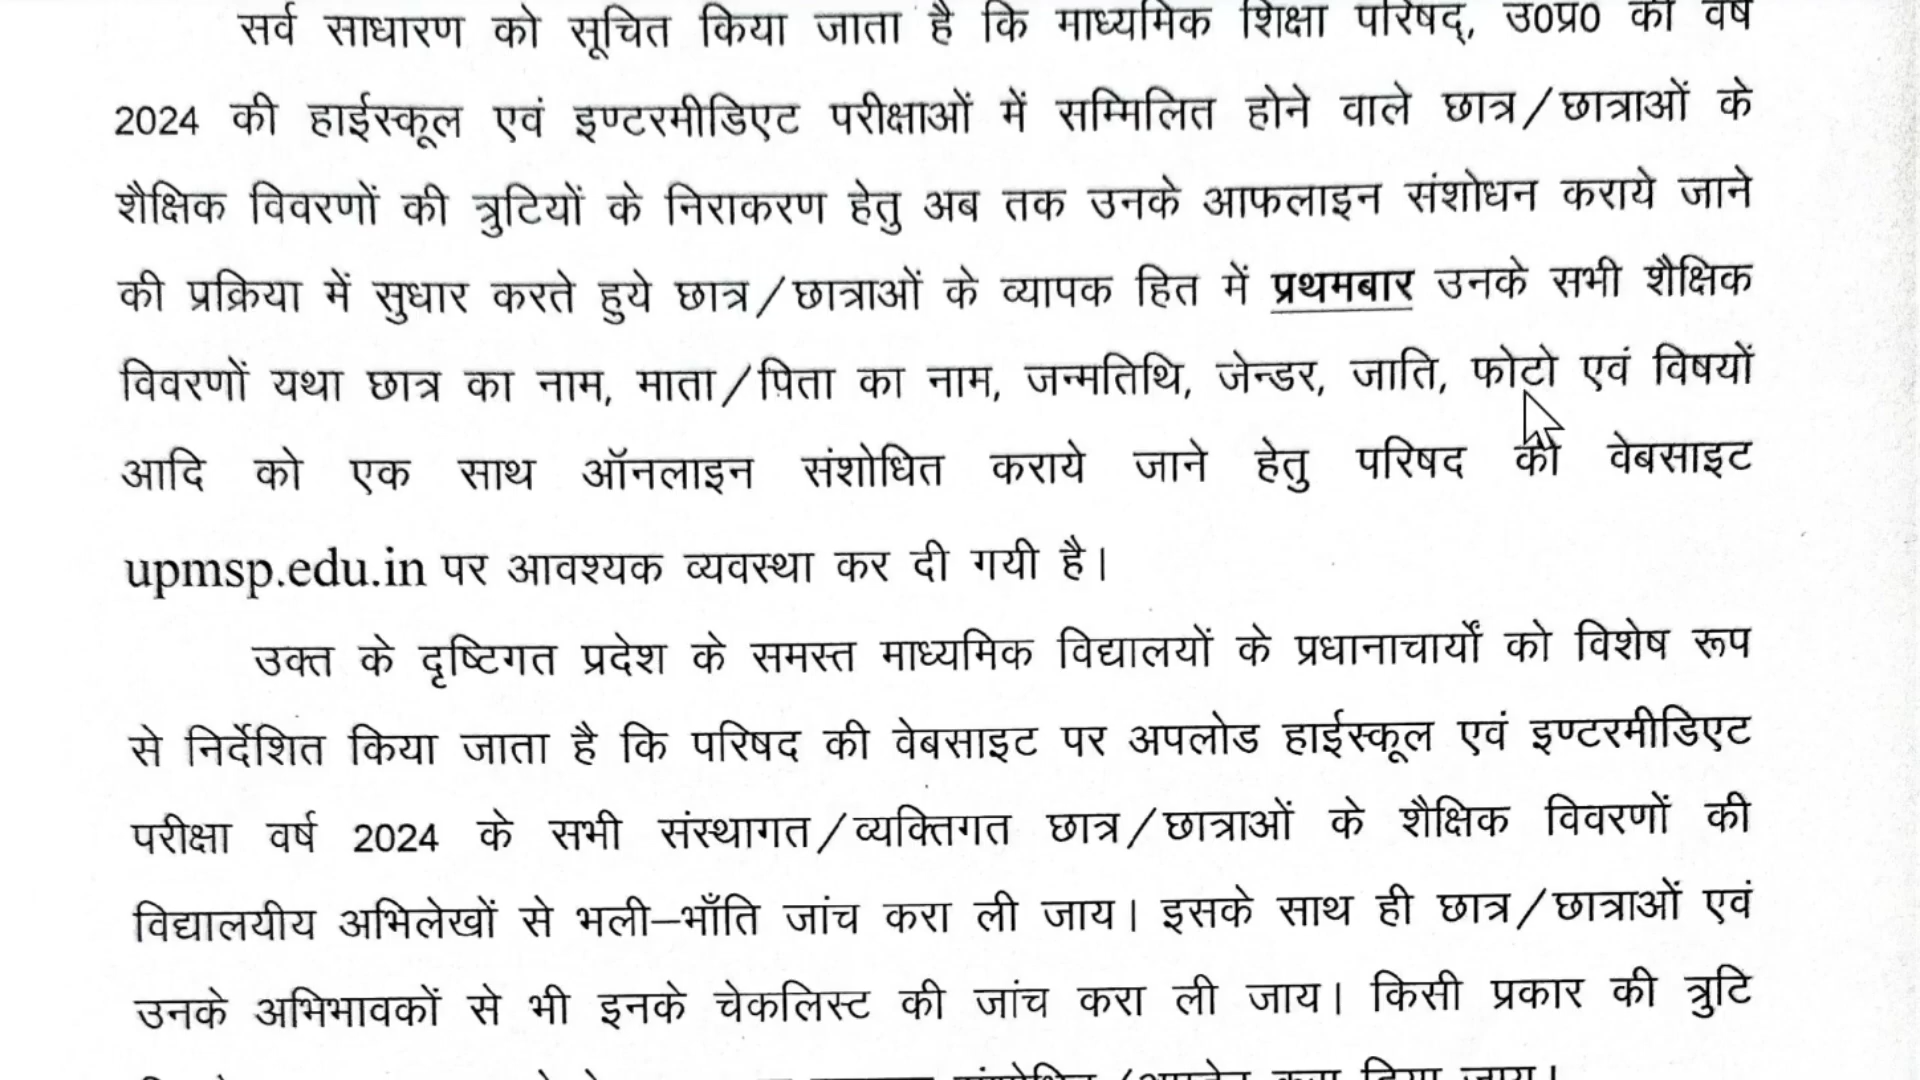 सर्व साधारण को सूचित किया जाता है कि माध्यमिक शिक्षा परिषद्, उ0प्र0 की वर्ष
2024 की हाईस्कूल एवं इण्टरमीडिएट परीक्षाओं में सम्मिलित होने वाले छात्र/छात्राओं के
शैक्षिक विवरणों की त्रुटियों के निराकरण हेतु अब तक उनके आफलाइन संशोधन कराये जाने
की प्रक्रिया में सुधार करते हुये छात्र/छात्राओं के व्यापक हित में प्रथमबार उनके सभी शैक्षिक
विवरणों यथा छात्र का नाम, माता/पिता का नाम, जन्मतिथि, जेन्डर, जाति, फोटो एवं विषयों
आदि को एक साथ ऑनलाइन संशोधित कराये जाने हेतु परिषद की वेबसाइट
upmsp.edu.in पर आवश्यक व्यवस्था कर दी गयी है।
उक्त के दृष्टिगत प्रदेश के समस्त माध्यमिक विद्यालयों के प्रधानाचार्यों को विशेष रूप
से निर्देशित किया जाता है कि परिषद की वेबसाइट पर अपलोड हाईस्कूल एवं इण्टरमीडिएट
परीक्षा वर्ष 2024 के सभी संस्थागत/व्यक्तिगत छात्र/छात्राओं के शैक्षिक विवरणों की
विद्यालयीय अभिलेखों से भली–भाँति जांच करा ली जाय। इसके साथ ही छात्र/छात्राओं एवं
उनके अभिभावकों से भी इनके चेकलिस्ट की जांच करा ली जाय। किसी प्रकार की त्रुटि
जाय।